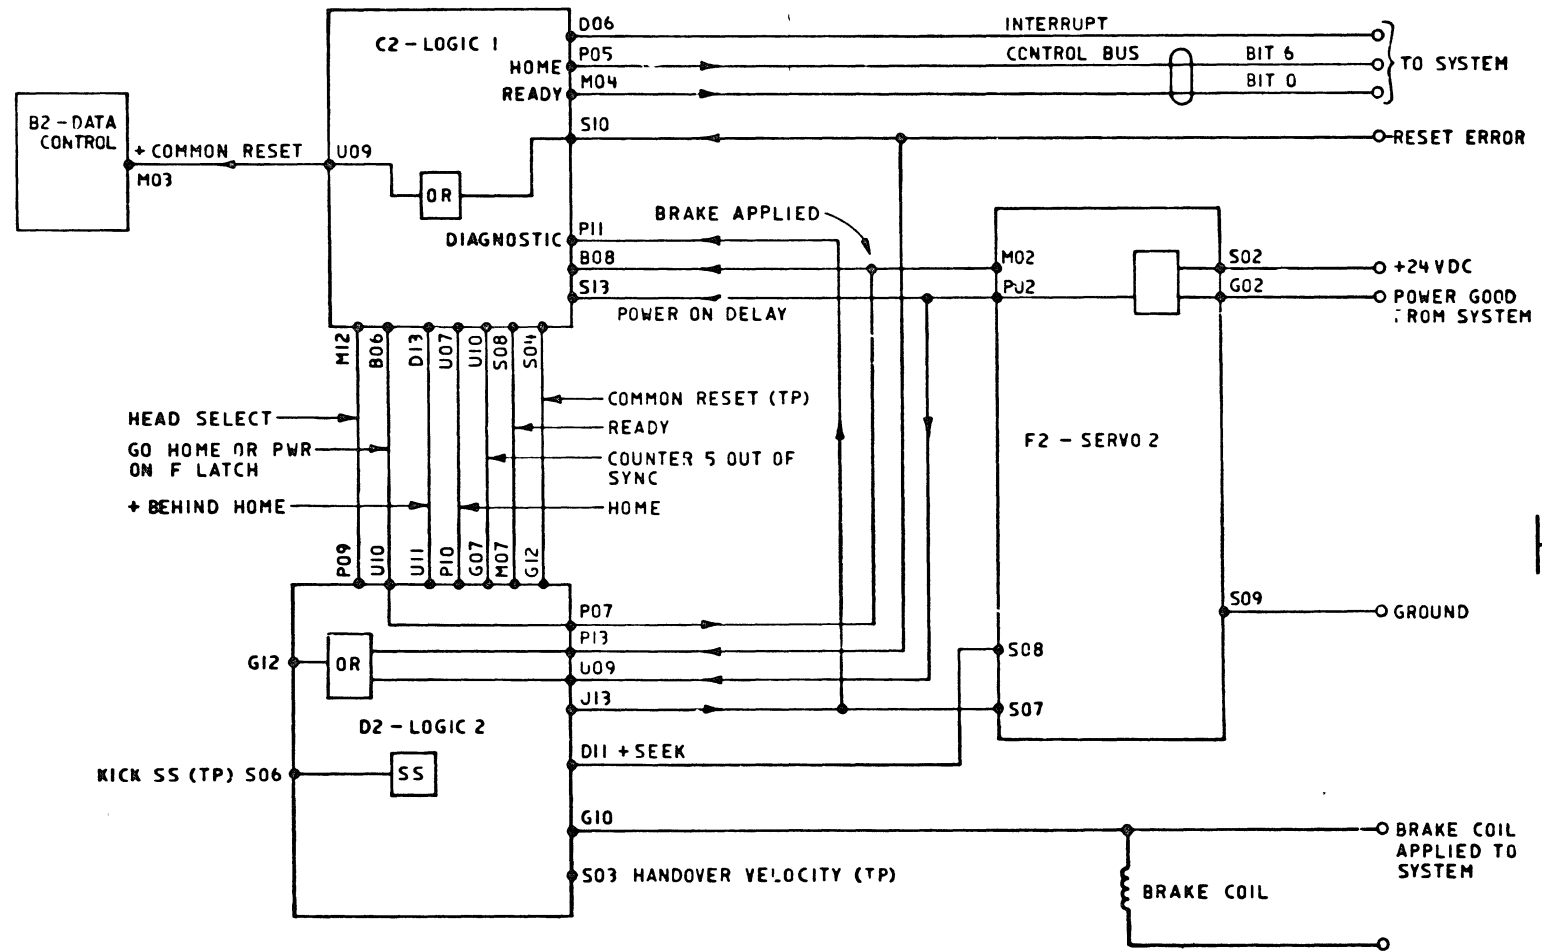 D06
INTERRUPT
C2-LOGIC 1
P05
CONTROL BUS
BIT 6
HOME
TO SYSTEM
M04
BIT 0
READY
B2-DATA
CONTROL
S10
RESET ERROR
+ COMMON RESET
U09
M03
OR
BRAKE APPLIED
P11
DIAGNOSTIC
B08
M02
S02
+24 VDC
S13
P02
G02
POWER GOOD
FROM SYSTEM
POWER ON DELAY
M12
B06
D13
U07
U10
S08
S04
COMMON RESET (TP)
HEAD SELECT
READY
GO HOME OR PWR
ON F LATCH
F2-SERVO 2
COUNTER 5 OUT OF
SYNC
+ BEHIND HOME
HOME
P09
U10
U11
P10
G07
M07
G12
P07
S09
GROUND
P13
G12
OR
S08
U09
J13
S07
D2-LOGIC 2
D11 + SEEK
KICK SS (TP) S06
SS
G10
BRAKE COIL
APPLIED TO
SYSTEM
S03 HANDOVER VELOCITY (TP)
BRAKE COIL